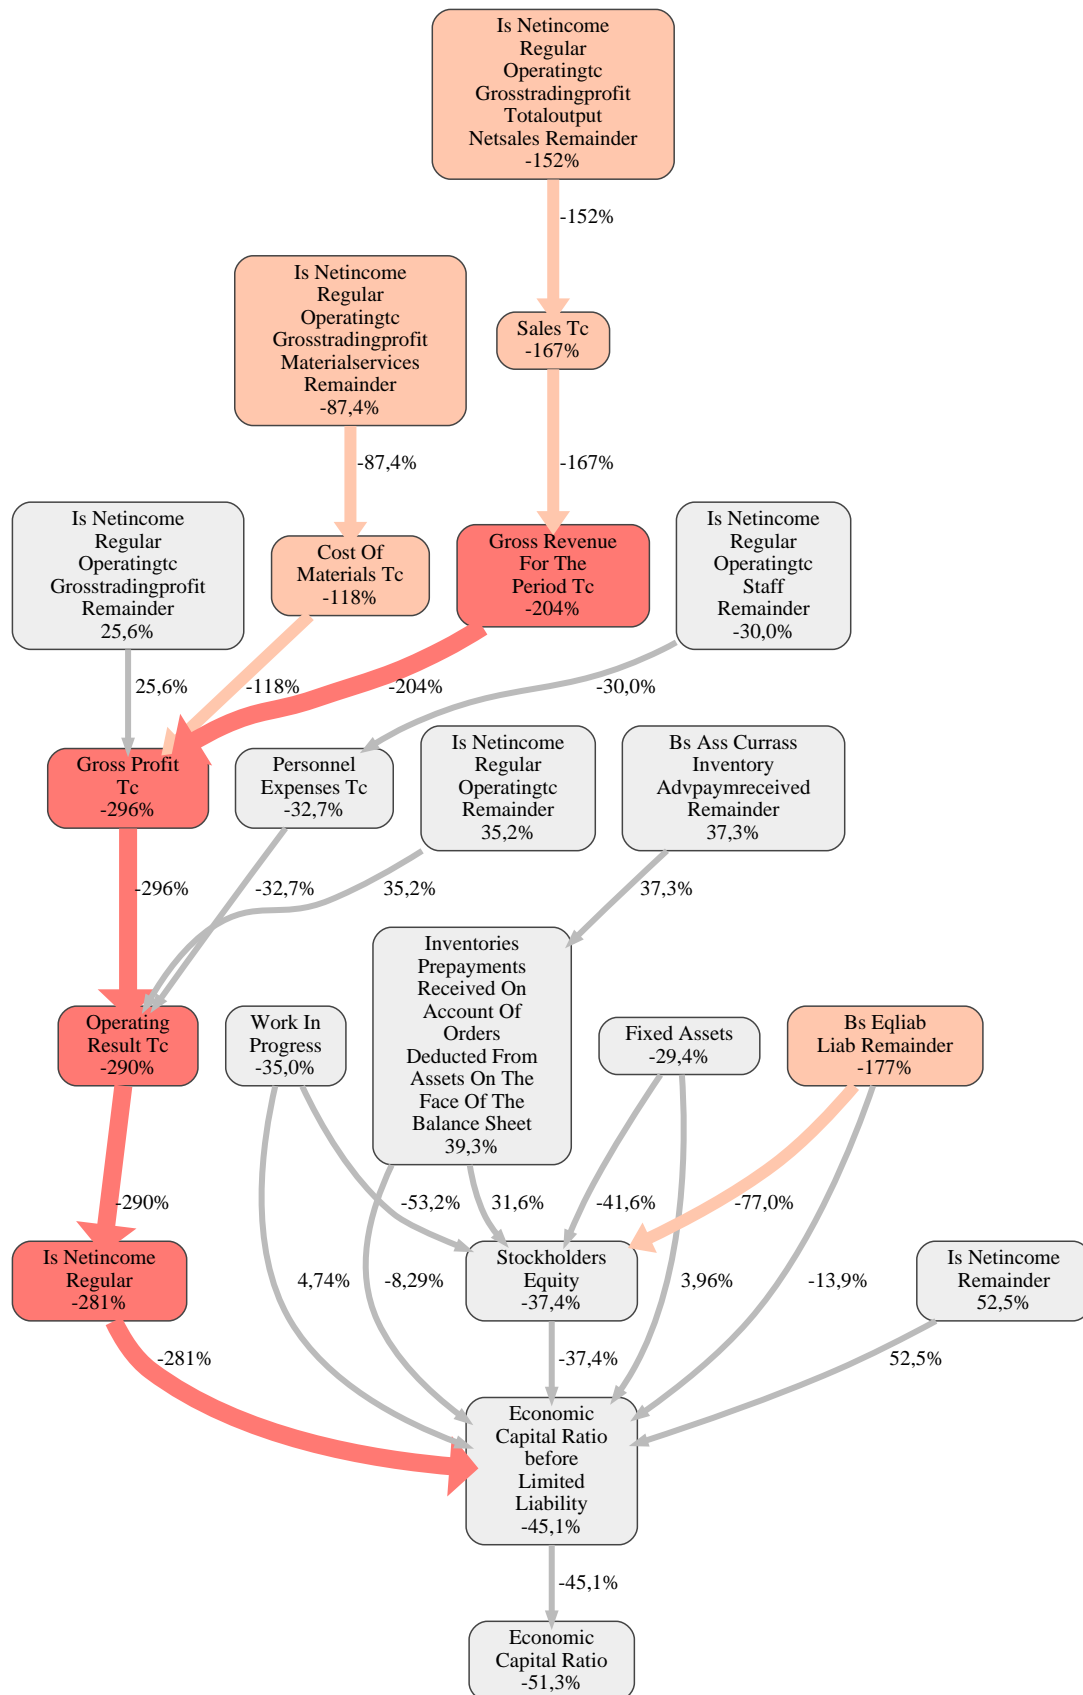 Is Netincome
Regular
Operatingtc
Grosstradingprofit
Totaloutput
Netsales Remainder
-152%
-152%
Is Netincome
Regular
Operatingtc
Grosstradingprofit
Materialservices
Remainder
-87,4%
Sales Tc
-167%
-87,4%
-167%
Is Netincome
Regular
Operatingtc
Grosstradingprofit
Remainder
25,6%
Cost Of
Materials Tc
-118%
Gross Revenue
For The
Period Tc
-204%
Is Netincome
Regular
Operatingtc
Staff
Remainder
-30,0%
25,6%
-118%
-204%
-30,0%
Gross Profit
Tc
-296%
Personnel
Expenses Tc
-32,7%
Is Netincome
Regular
Operatingtc
Remainder
35,2%
Bs Ass Currass
Inventory
Advpaymreceived
Remainder
37,3%
-296%
-32,7%
35,2%
37,3%
Operating
Result Tc
-290%
Work In
Progress
-35,0%
Inventories
Prepayments
Received On
Account Of
Orders
Deducted From
Assets On The
Face Of The
Balance Sheet
39,3%
Fixed Assets
-29,4%
Bs Eqliab
Liab Remainder
-177%
-290%
-53,2%
31,6%
-41,6%
-77,0%
Is Netincome
Regular
-281%
4,74%
-8,29%
Stockholders
Equity
-37,4%
3,96%
-13,9%
Is Netincome
Remainder
52,5%
-281%
-37,4%
52,5%
Economic
Capital Ratio
before
Limited
Liability
-45,1%
-45,1%
Economic
Capital Ratio
-51,3%